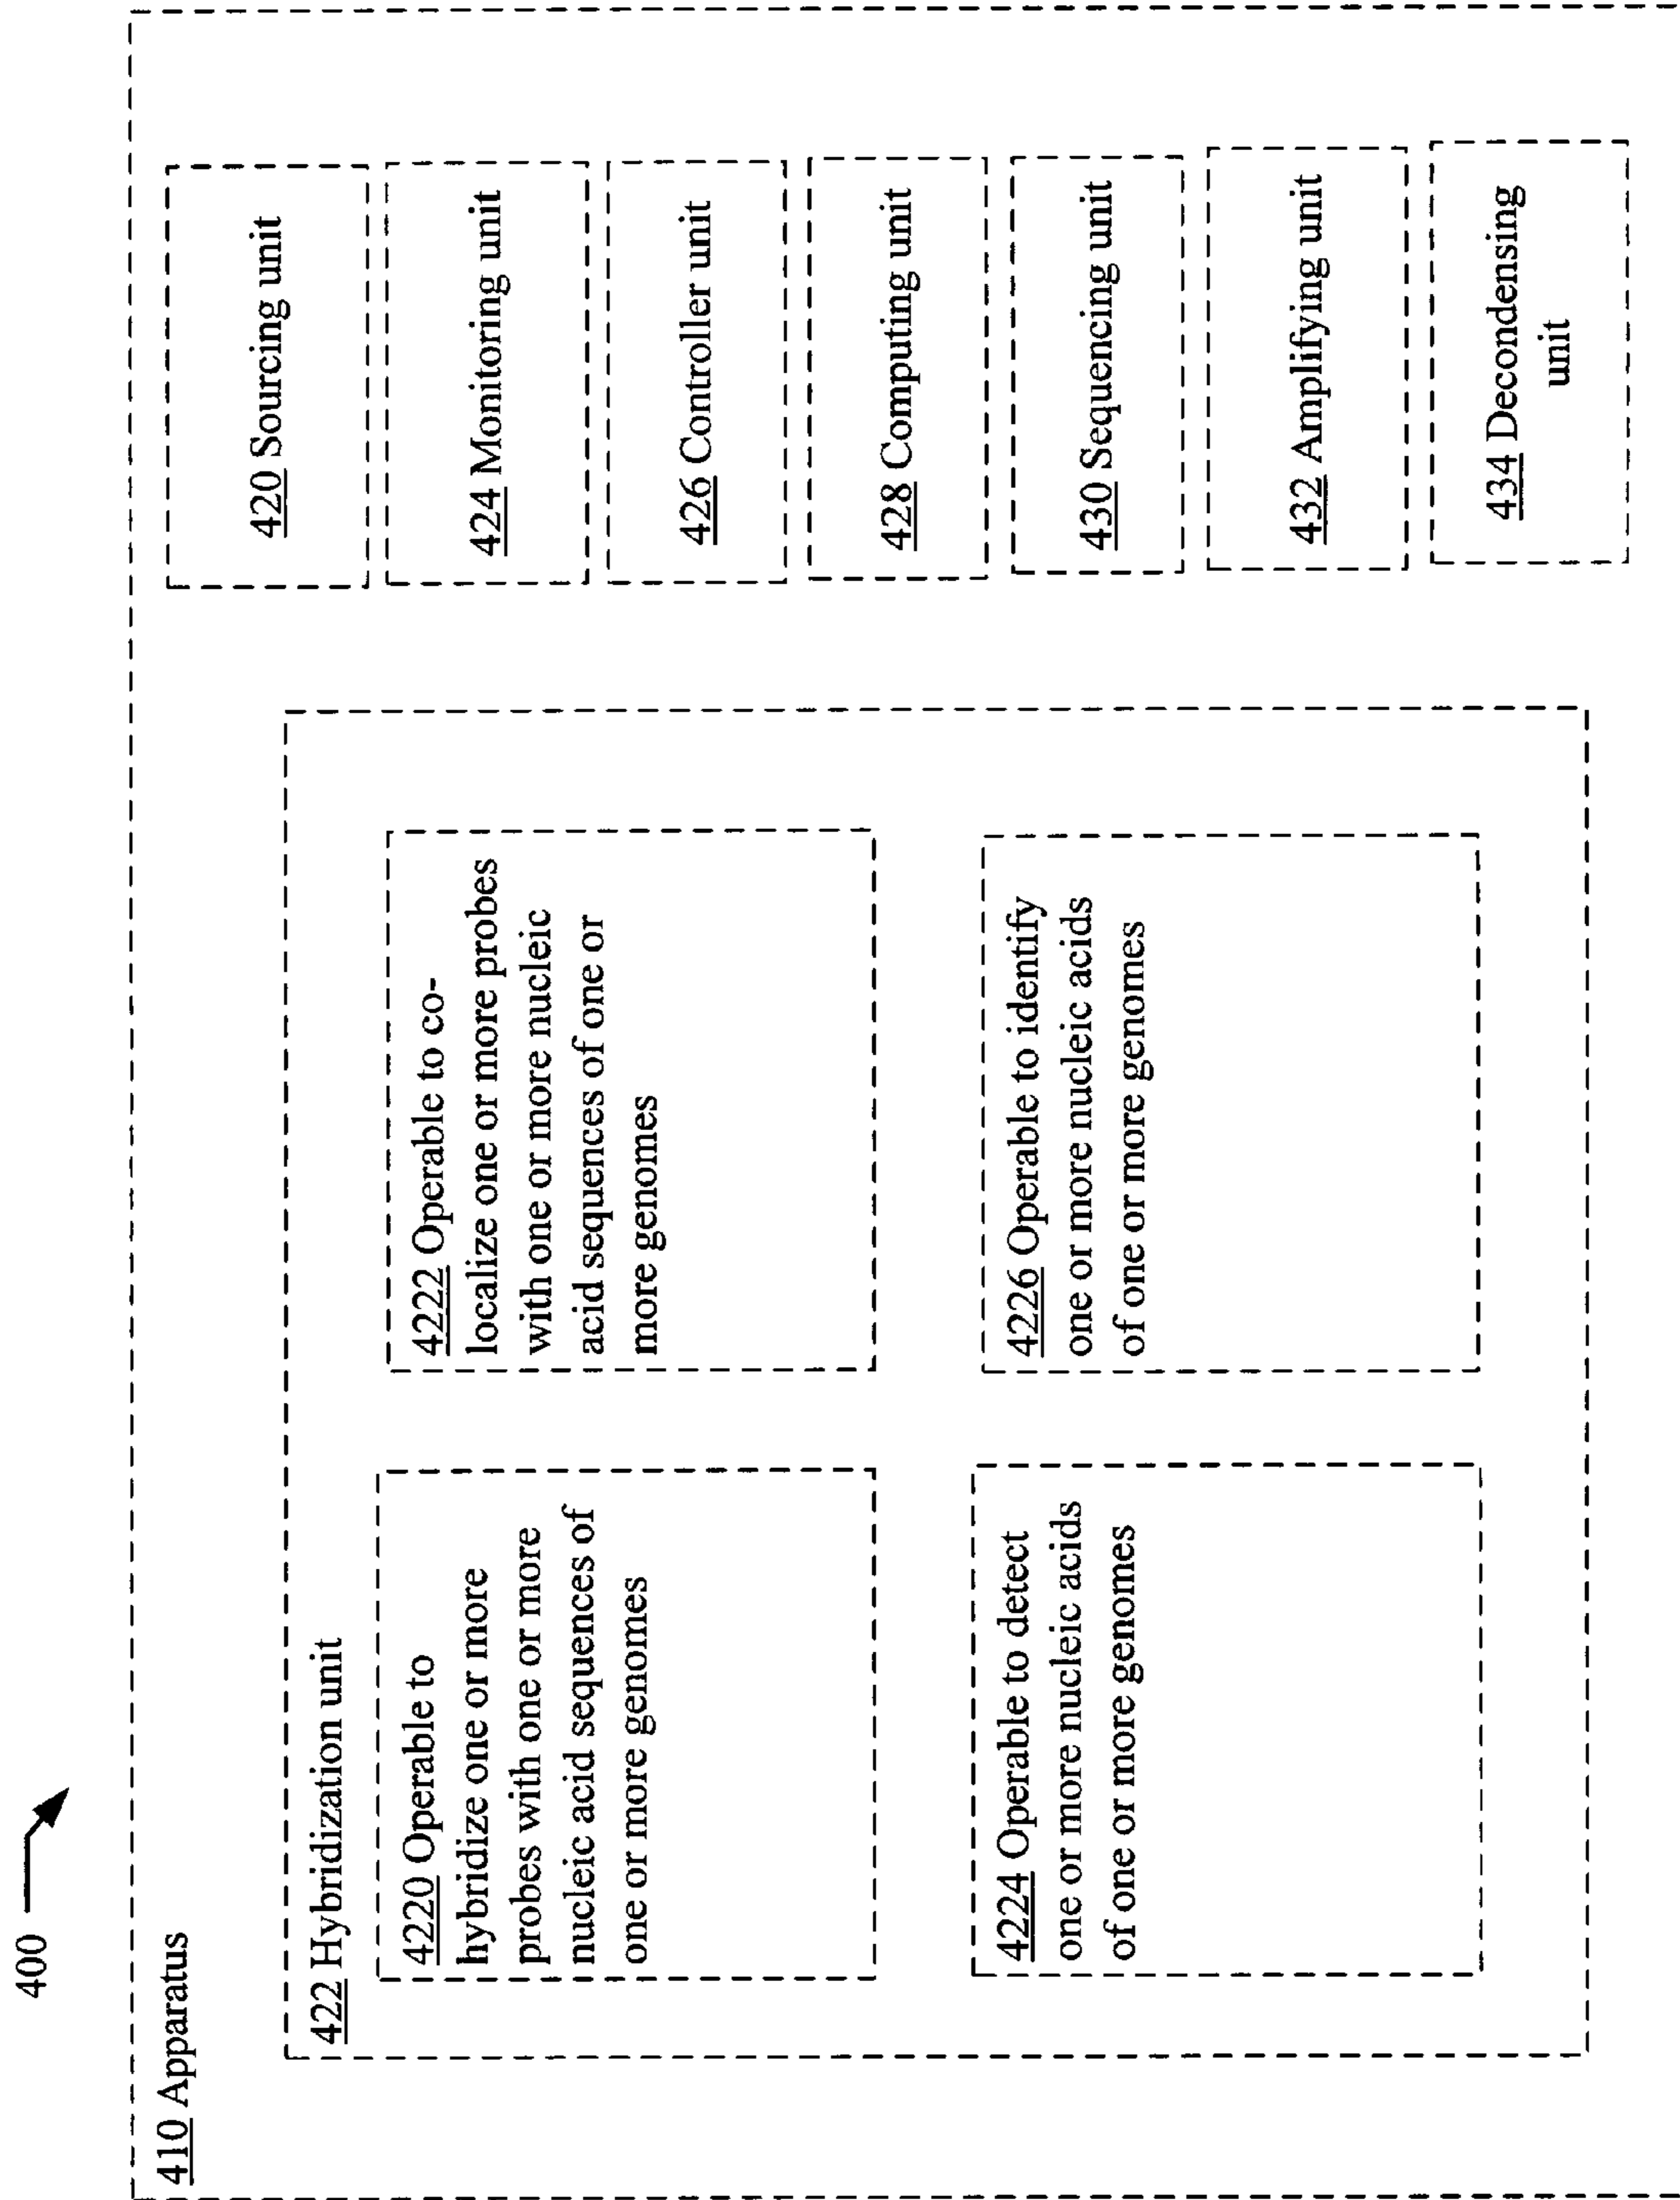 400
410 Apparatus
422 Hybridization unit
4220 Operable to
hybridize one or more
probes with one or more
nucleic acid sequences of
one or more genomes
4222 Operable to co-
localize one or more probes
with one or more nucleic
acid sequences of one or
more genomes
4224 Operable to detect
one or more nucleic acids
of one or more genomes
4226 Operable to identify
one or more nucleic acids
of one or more genomes
420 Sourcing unit
424 Monitoring unit
426 Controller unit
428 Computing unit
430 Sequencing unit
432 Amplifying unit
434 Decondensing
unit